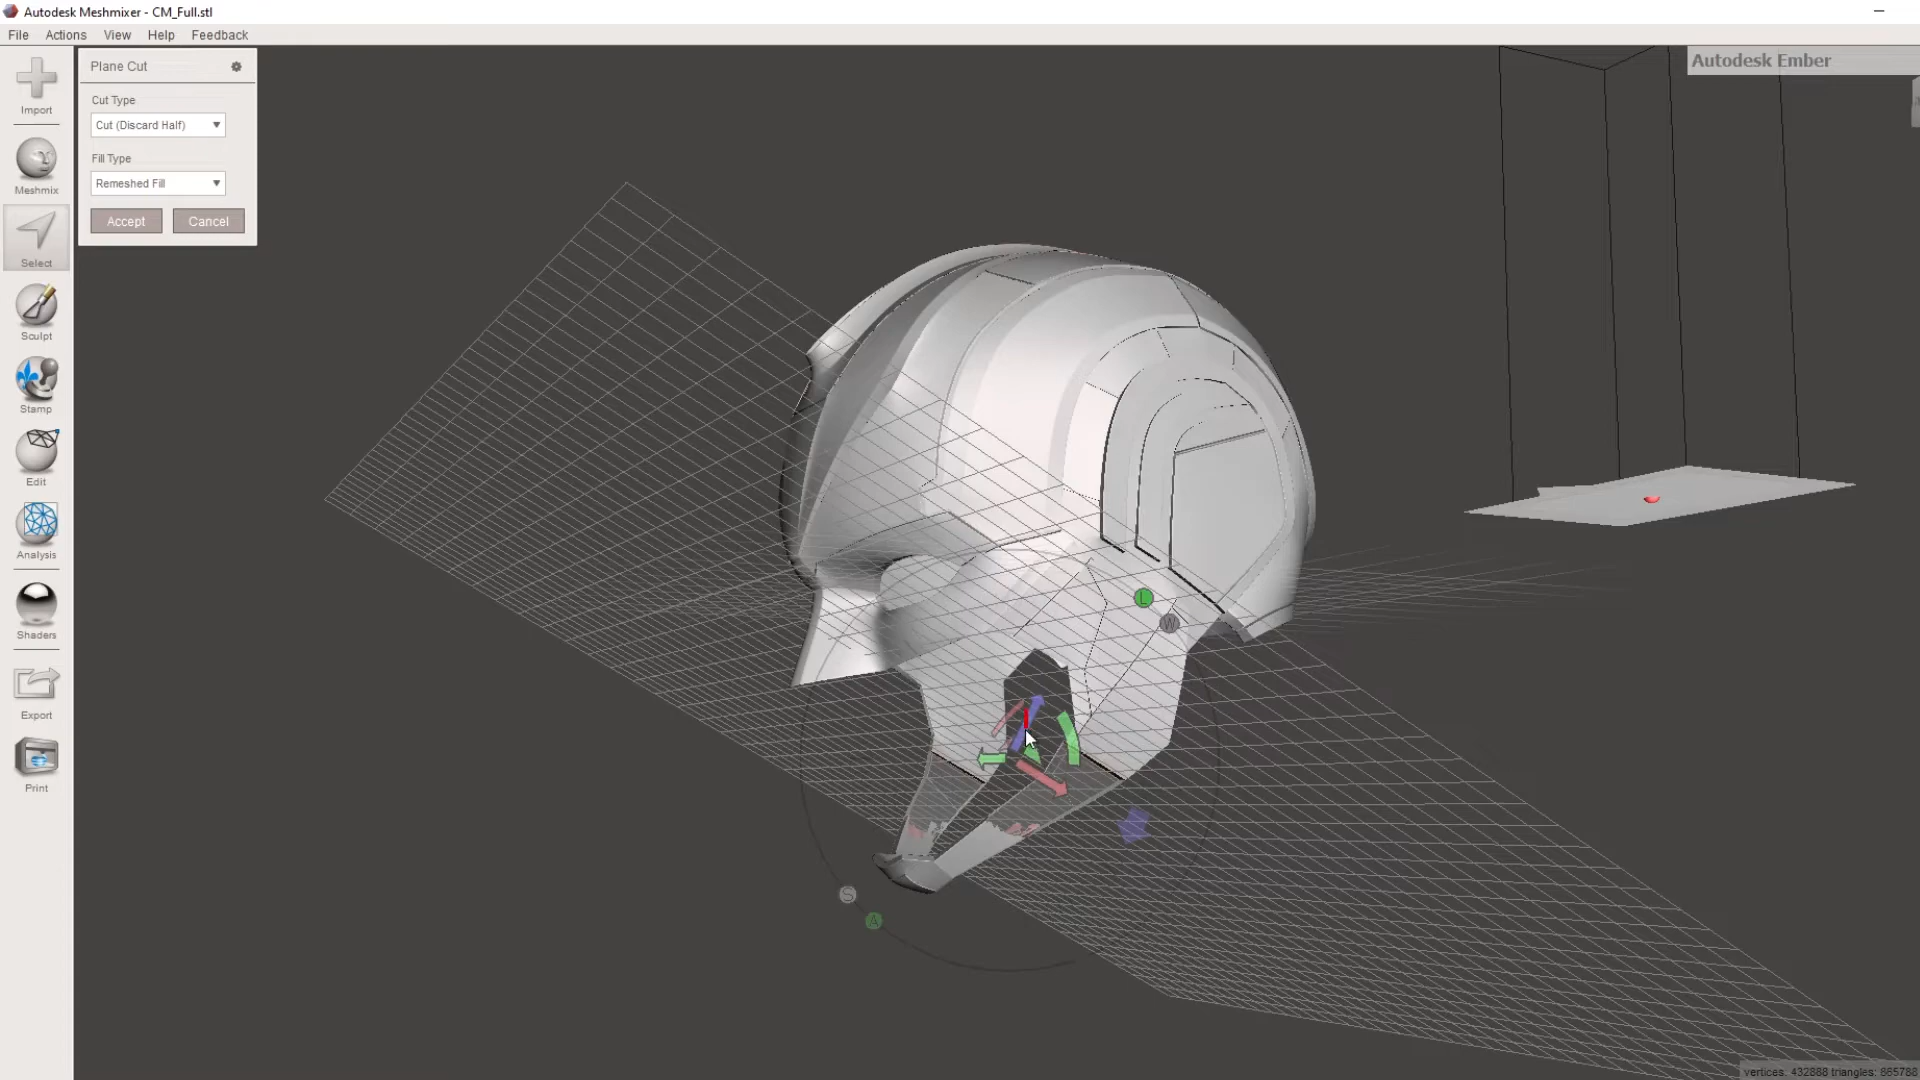 Autodesk Meshmixer - CM_Full.stl
File Actions View Help Feedback
Plane Cut
Cut Type
Cut (Discard Half)
Fill Type
Remeshed Fill
Accept Cancel
Import
Meshmix
Select
Sculpt
Stamp
Edit
Analysis
Shaders
Export
Print
Autodesk Ember
L
W
S
A
vertices: 432888 triangles: 865788